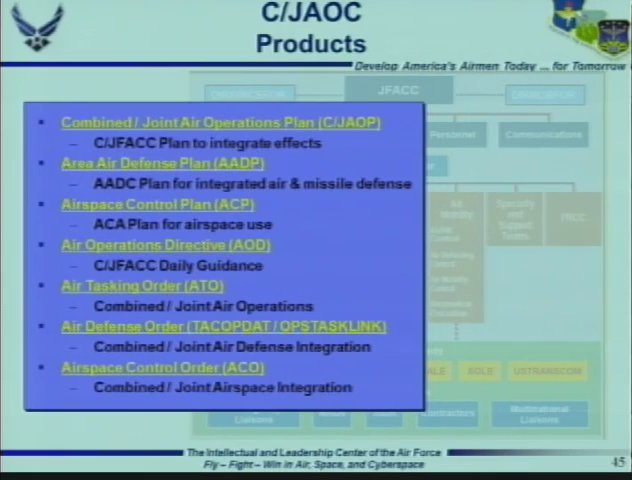 C/JAOC
Products
Develop America's Airmen Today ... for Tomorrow
JFACC
Personnel
Communications
• Combined / Joint Air Operations Plan (C/JAOP)
– C/JFACC Plan to integrate effects
• Area Air Defense Plan (AADP)
– AADC Plan for integrated air & missile defense
• Airspace Control Plan (ACP)
– ACA Plan for airspace use
• Air Operations Directive (AOD)
– C/JFACC Daily Guidance
• Air Tasking Order (ATO)
– Combined / Joint Air Operations
• Air Defense Order (TACOPDAT / OPSTASKLINK)
– Combined / Joint Air Defense Integration
• Airspace Control Order (ACO)
– Combined / Joint Airspace Integration
Air
Mobility
Specialty
and
Support
Teams
SOLE
USTRANSCOM
Liaisons
Multinational
Liaisons
The Intellectual and Leadership Center of the Air Force
Fly – Fight – Win in Air, Space, and Cyberspace
45